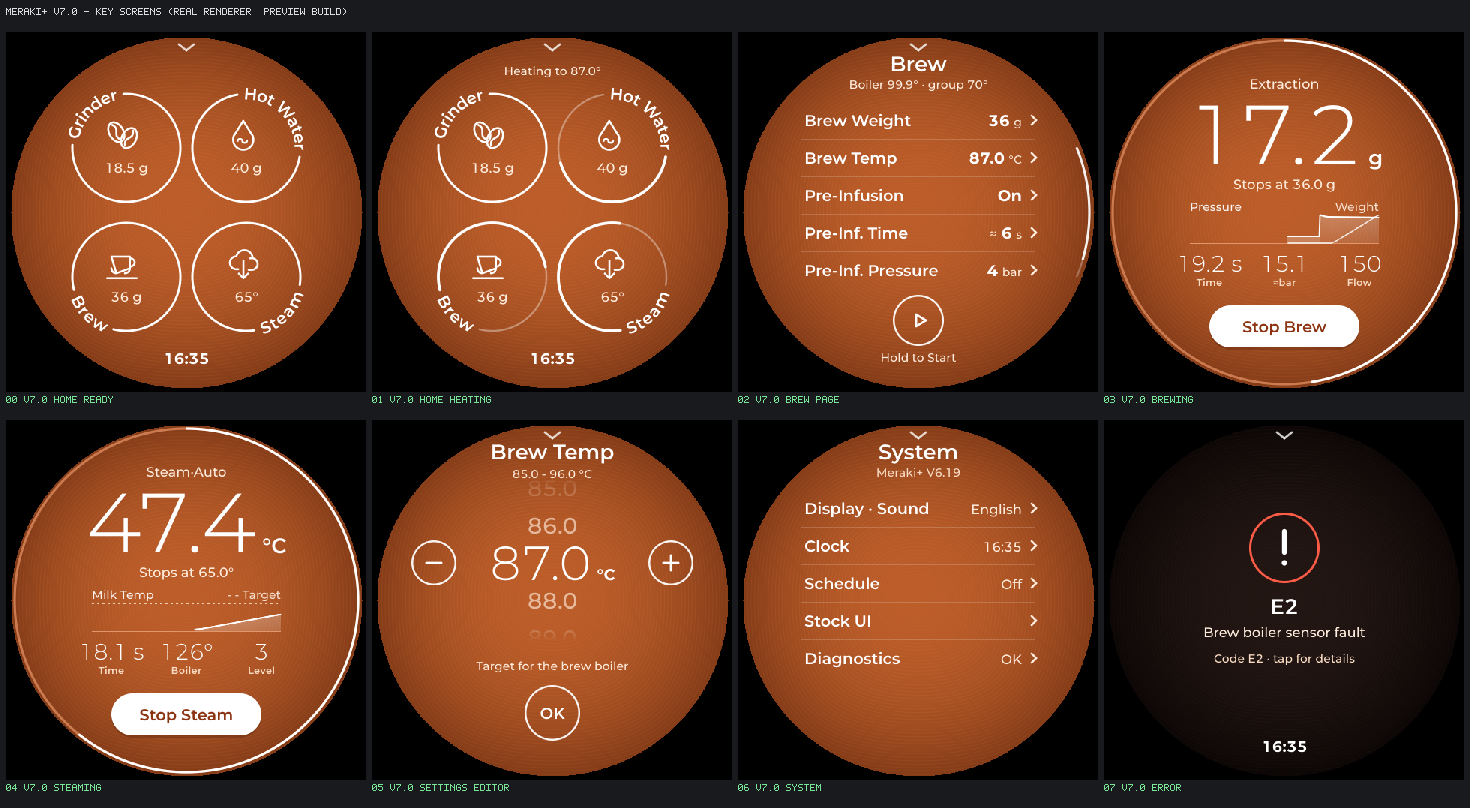 MERAKI+ V7.0 - KEY SCREENS (REAL RENDERER PREVIEW BUILD)
Grinder
18.5 g
Hot Water
40 g
36 g
Brew
65°
Steam
16:35
00 V7.0 HOME READY
Heating to 87.0°
Grinder
18.5 g
Hot Water
40 g
36 g
Brew
65°
Steam
16:35
01 V7.0 HOME HEATING
Brew
Boiler 99.9° · group 70°
Brew Weight 36 g
Brew Temp 87.0 °C
Pre-Infusion On
Pre-Inf. Time ≈ 6 s
Pre-Inf. Pressure 4 bar
Hold to Start
02 V7.0 BREW PAGE
Extraction
17.2 g
Stops at 36.0 g
Pressure Weight
19.2 s 15.1 150
Time ≈bar Flow
Stop Brew
03 V7.0 BREWING
Steam·Auto
47.4 °C
Stops at 65.0°
Milk Temp - - Target
18.1 s 126° 3
Time Boiler Level
Stop Steam
04 V7.0 STEAMING
Brew Temp
85.0 - 96.0 °C
85.0
86.0
87.0 °C
88.0
89.0
Target for the brew boiler
OK
05 V7.0 SETTINGS EDITOR
System
Meraki+ V6.19
Display · Sound English
Clock 16:35
Schedule Off
Stock UI
Diagnostics OK
06 V7.0 SYSTEM
!
E2
Brew boiler sensor fault
Code E2 · tap for details
16:35
07 V7.0 ERROR